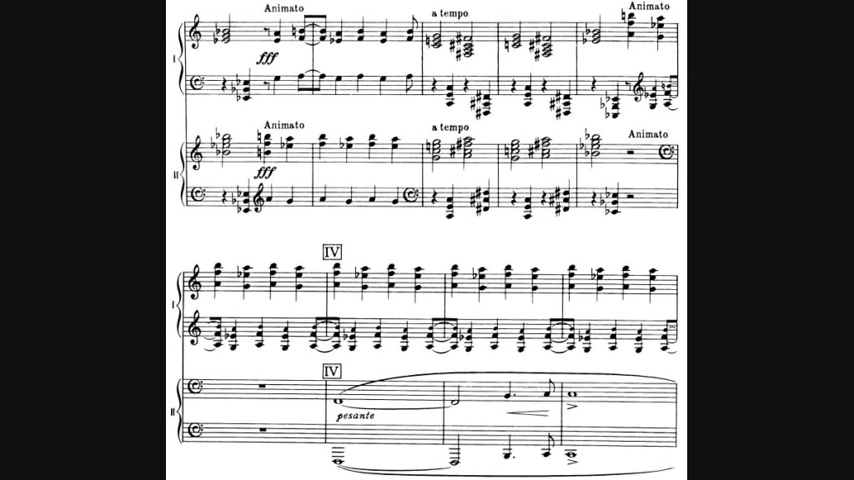 Animato
a tempo
Animato
I
fff
Animato
a tempo
Animato
II
fff
IV
I
IV
II
pesante